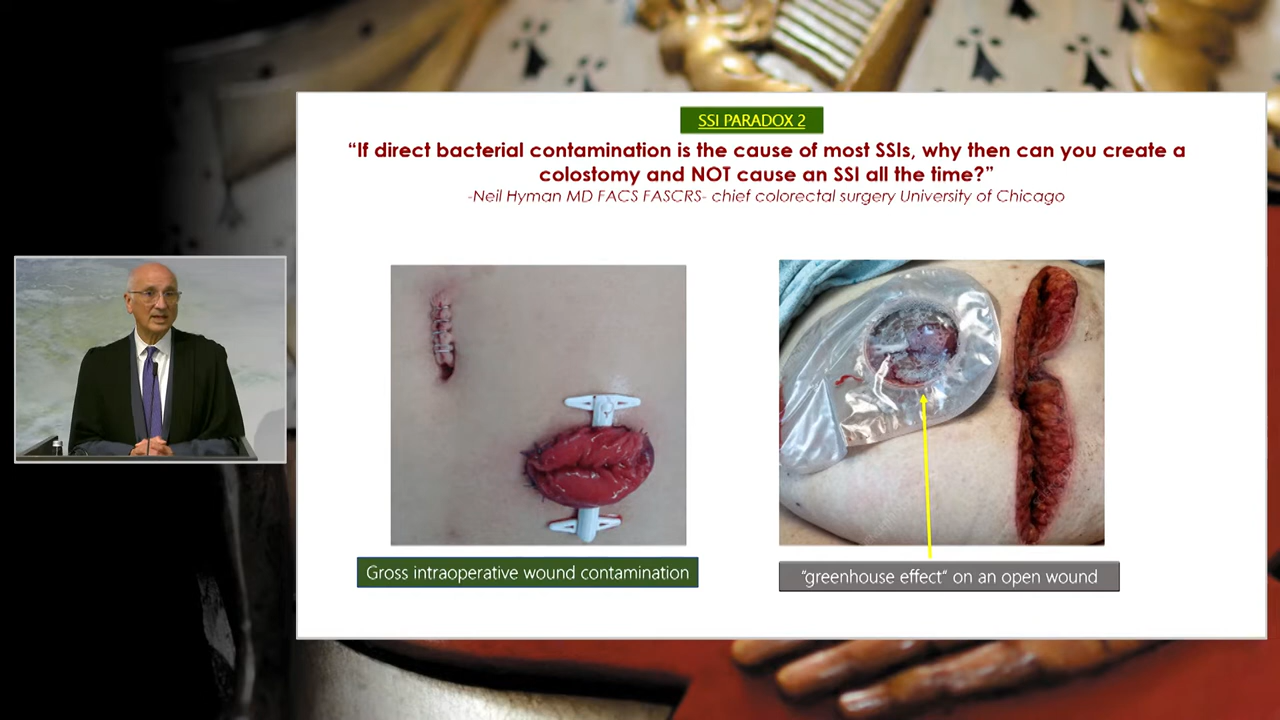 SSI PARADOX 2
“If direct bacterial contamination is the cause of most SSIs, why then can you create a
colostomy and NOT cause an SSI all the time?”
-Neil Hyman MD FACS FASCRS- chief colorectal surgery University of Chicago
Gross intraoperative wound contamination
“greenhouse effect“ on an open wound